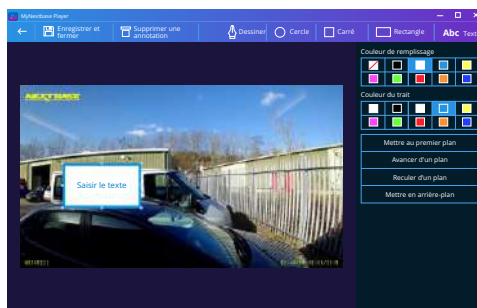 MyNextbase Player
Enregistrer et fermer
Supprimer une annotation
Dessiner
Cercle
Carré
Rectangle
Abc Text
Couleur de remplissage
Couleur du trait
Mettre au premier plan
Avancer d'un plan
Reculer d'un plan
Mettre en arrière-plan
NEXTBASE
Saisir le texte